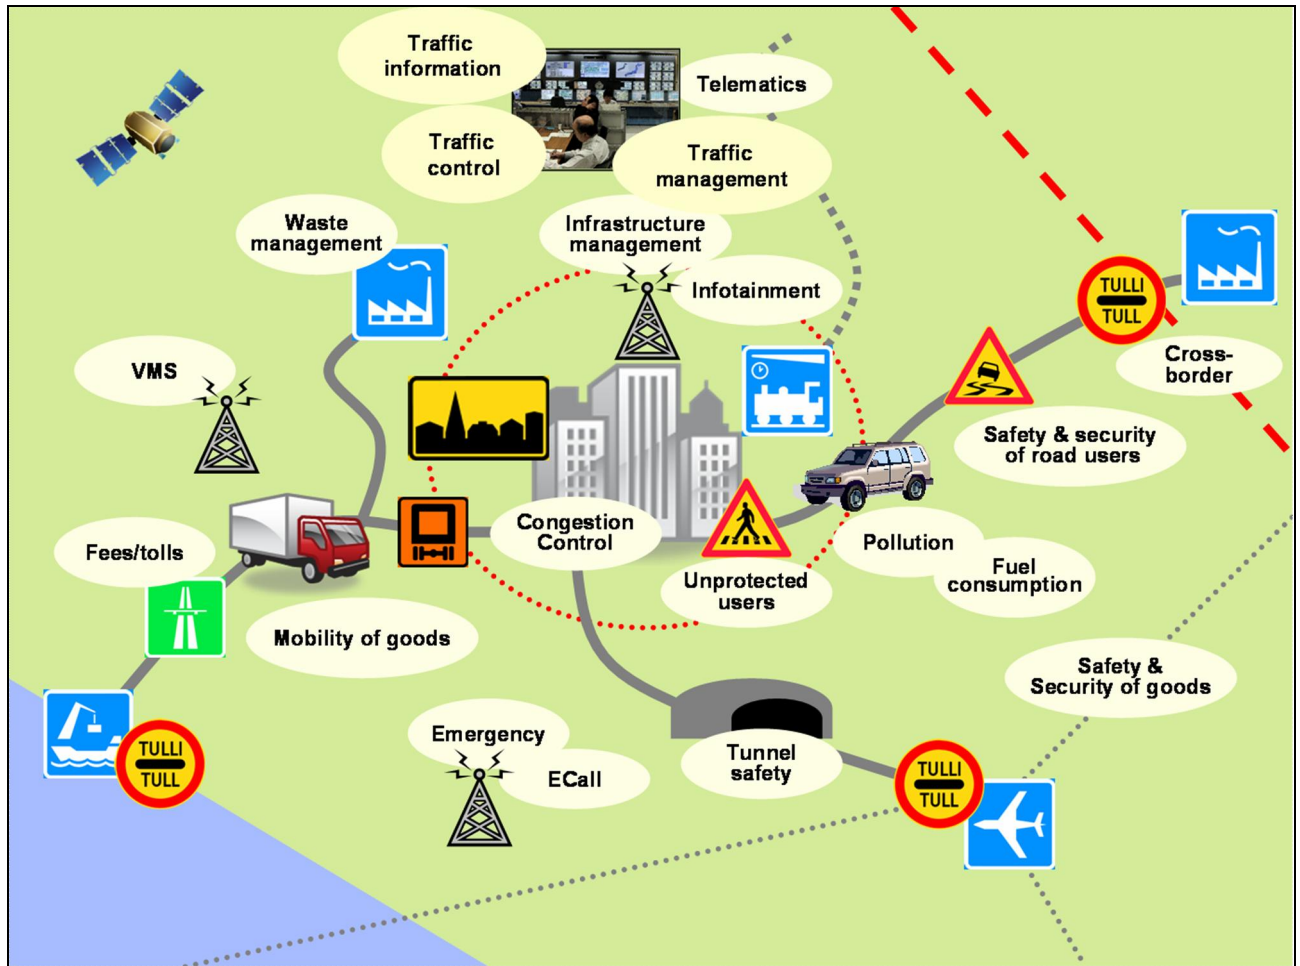 Traffic
information
Telematics
Traffic
control
Traffic
management
Waste
management
Infrastructure
management
Infotainment
TULLI
TULL
Cross-
border
VMS
Safety & security
of road users
Congestion
Control
Fees/tolls
Pollution
Fuel
consumption
Unprotected
users
Mobility of goods
Safety &
Security of goods
Emergency
ECall
Tunnel
safety
TULLI
TULL
TULLI
TULL